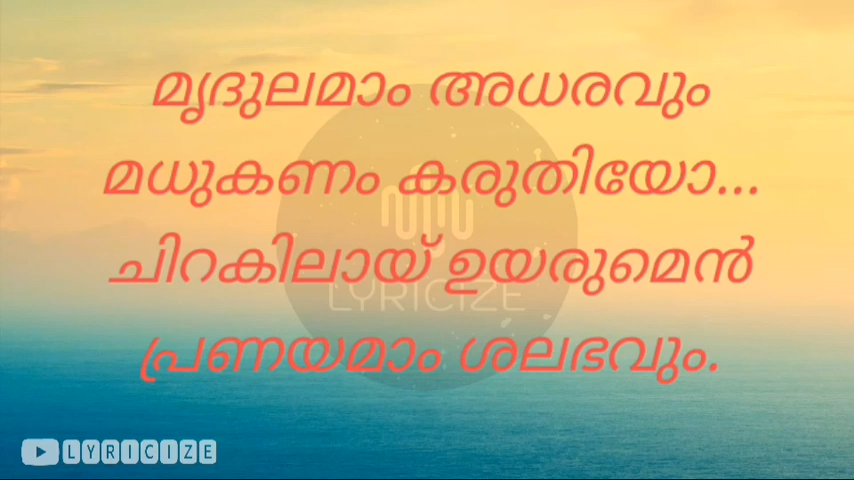 മൃദുലമാം അധരവും
മധുകണം കരുതിയോ...
ചിറകിലായ് ഉയരുമെൻ
പ്രണയമാം ശലഭവും.
LYRICIZE
LYRICIZE